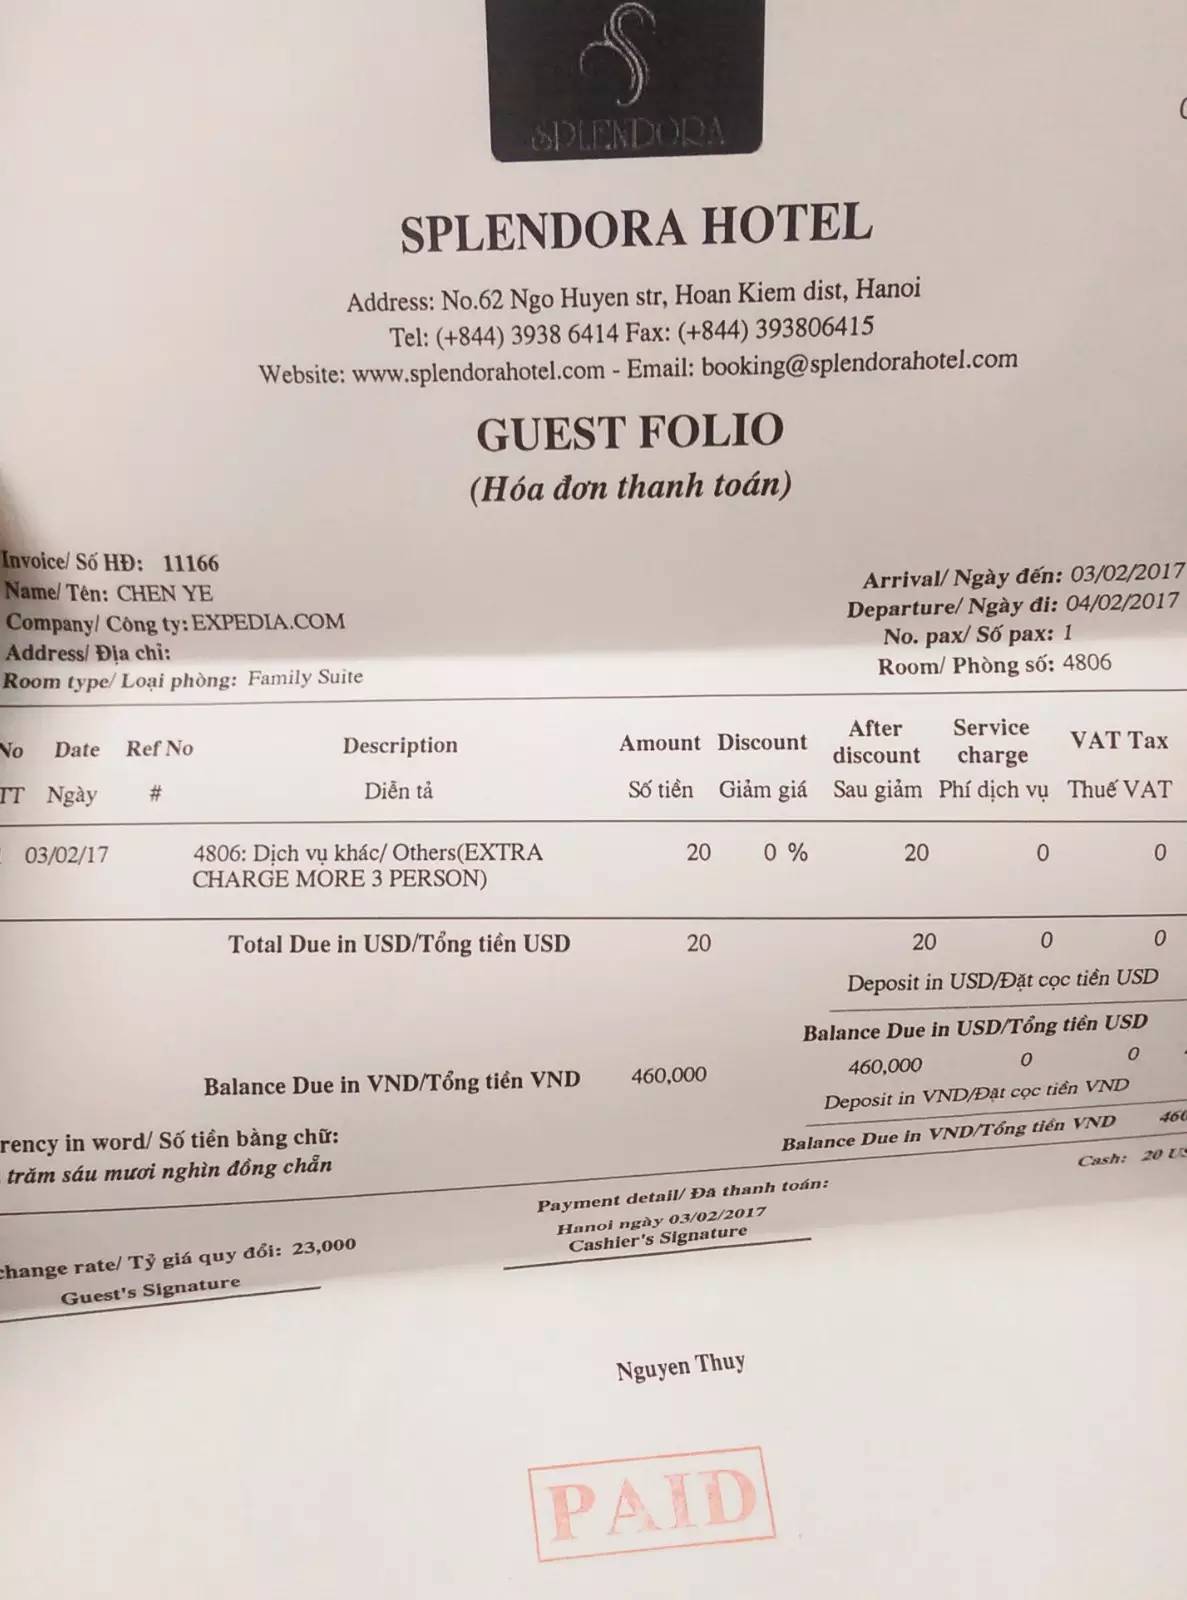 SPLENDORA
SPLENDORA HOTEL
Address: No.62 Ngo Huyen str, Hoan Kiem dist, Hanoi
Tel: (+844) 3938 6414 Fax: (+844) 393806415
Website: www.splendorahotel.com - Email: booking@splendorahotel.com
GUEST FOLIO
(Hóa đơn thanh toán)
Invoice/ Số HĐ: 11166
Name/ Tên: CHEN YE
Company/ Công ty: EXPEDIA.COM
Address/ Địa chỉ:
Room type/ Loại phòng: Family Suite
Arrival/ Ngày đến: 03/02/2017
Departure/ Ngày đi: 04/02/2017
No. pax/ Số pax: 1
Room/ Phòng số: 4806
No Date Ref No Description Amount Discount After discount Service charge VAT Tax
TT Ngày # Diễn tả Số tiền Giảm giá Sau giảm Phí dịch vụ Thuế VAT
03/02/17 4806: Dịch vụ khác/ Others(EXTRA 20 0 % 20 0 0
CHARGE MORE 3 PERSON)
Total Due in USD/Tổng tiền USD 20 20 0 0
Deposit in USD/Đặt cọc tiền USD
Balance Due in USD/Tổng tiền USD
Balance Due in VND/Tổng tiền VND 460,000 460,000 0 0
Deposit in VND/Đặt cọc tiền VND
Balance Due in VND/Tổng tiền VND 460
rency in word/ Số tiền bằng chữ:
trăm sáu mươi nghìn đồng chẵn
Cash: 20 US
Payment detail/ Đã thanh toán:
Hanoi ngày 03/02/2017
change rate/ Tỷ giá quy đổi: 23,000
Cashier's Signature
Guest's Signature
Nguyen Thuy
PAID